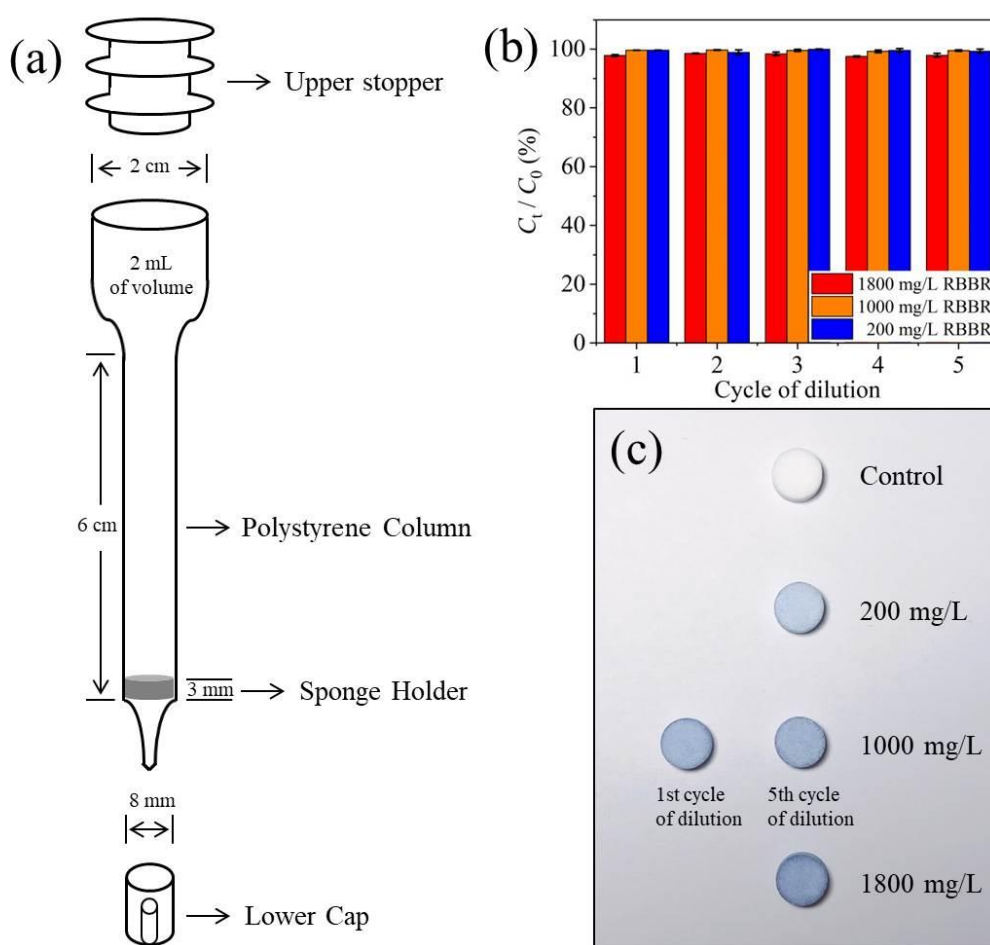 (a)
Upper stopper
2 cm
2 mL
of volume
6 cm
Polystyrene Column
3 mm
Sponge Holder
8 mm
Lower Cap
(b)
100
80
60
40
20
0
Ct / C0 (%)
1800 mg/L RBBR
1000 mg/L RBBR
200 mg/L RBBR
1 2 3 4 5
Cycle of dilution
(c)
Control
200 mg/L
1000 mg/L
1st cycle
of dilution
5th cycle
of dilution
1800 mg/L